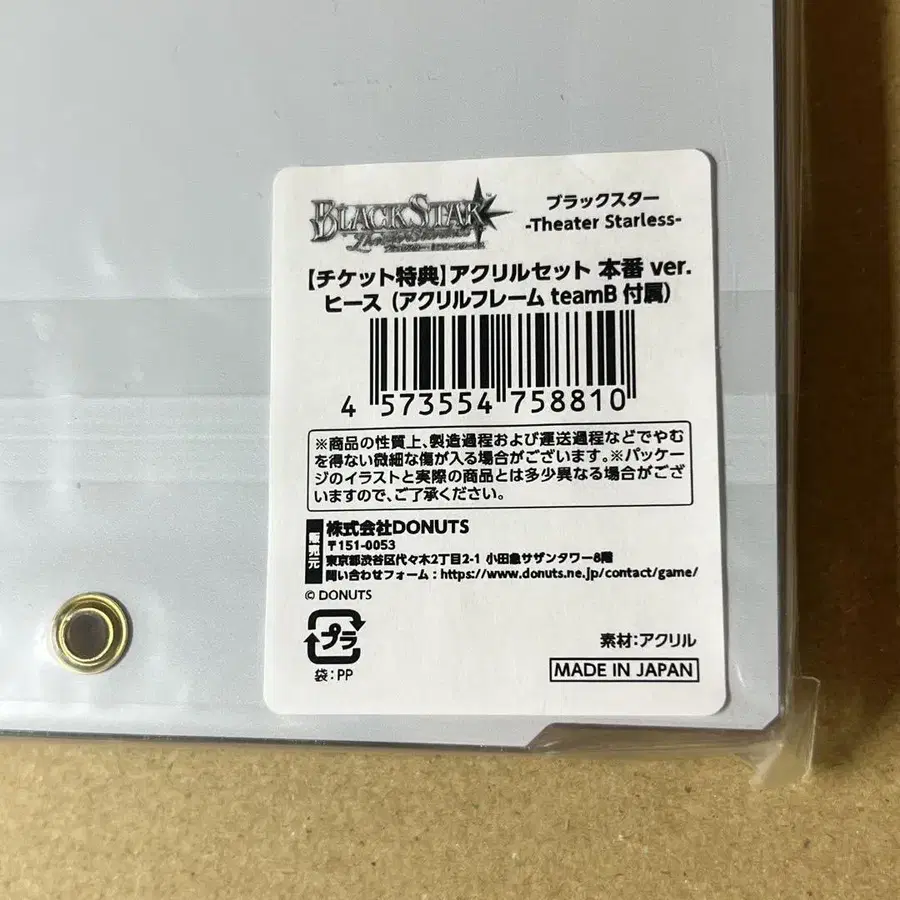 BLACK STAR
ブラックスター
-Theater Starless-
【チケット特典】アクリルセット 本番 ver.
ヒース (アクリルフレーム teamB 付属)
4 573554 758810
※商品の性質上、製造過程および運送過程などでやむ
を得ない微細な傷が入る場合がございます。※パッケー
ジのイラストと実際の商品とは多少異なる場合がござ
いますので、ご了承ください。
販売元
株式会社DONUTS
〒151-0053
東京都渋谷区代々木2丁目2-1 小田急サザンタワー8階
問い合わせフォーム：https://www.donuts.ne.jp/contact/game/
© DONUTS
プラ
袋：PP
素材：アクリル
MADE IN JAPAN